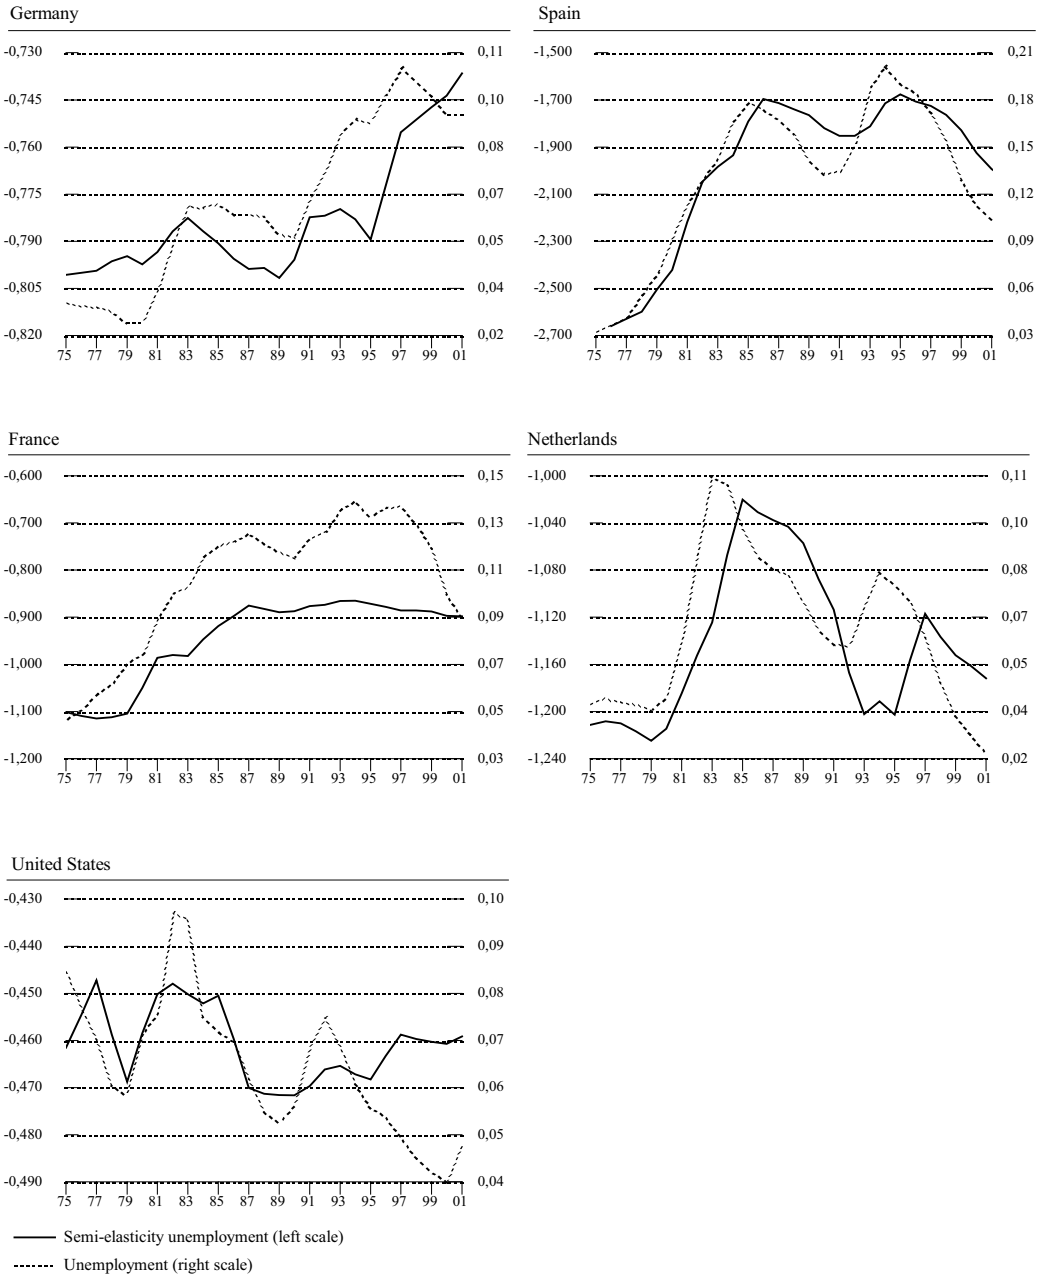 Germany
-0,730 0,11
-0,745 0,10
-0,760 0,08
-0,775 0,07
-0,790 0,05
-0,805 0,04
-0,820 0,02
75 77 79 81 83 85 87 89 91 93 95 97 99 01
Spain
-1,500 0,21
-1,700 0,18
-1,900 0,15
-2,100 0,12
-2,300 0,09
-2,500 0,06
-2,700 0,03
75 77 79 81 83 85 87 89 91 93 95 97 99 01
France
-0,600 0,15
-0,700 0,13
-0,800 0,11
-0,900 0,09
-1,000 0,07
-1,100 0,05
-1,200 0,03
75 77 79 81 83 85 87 89 91 93 95 97 99 01
Netherlands
-1,000 0,11
-1,040 0,10
-1,080 0,08
-1,120 0,07
-1,160 0,05
-1,200 0,04
-1,240 0,02
75 77 79 81 83 85 87 89 91 93 95 97 99 01
United States
-0,430 0,10
-0,440 0,09
-0,450 0,08
-0,460 0,07
-0,470 0,06
-0,480 0,05
-0,490 0,04
75 77 79 81 83 85 87 89 91 93 95 97 99 01
Semi-elasticity unemployment (left scale)
Unemployment (right scale)